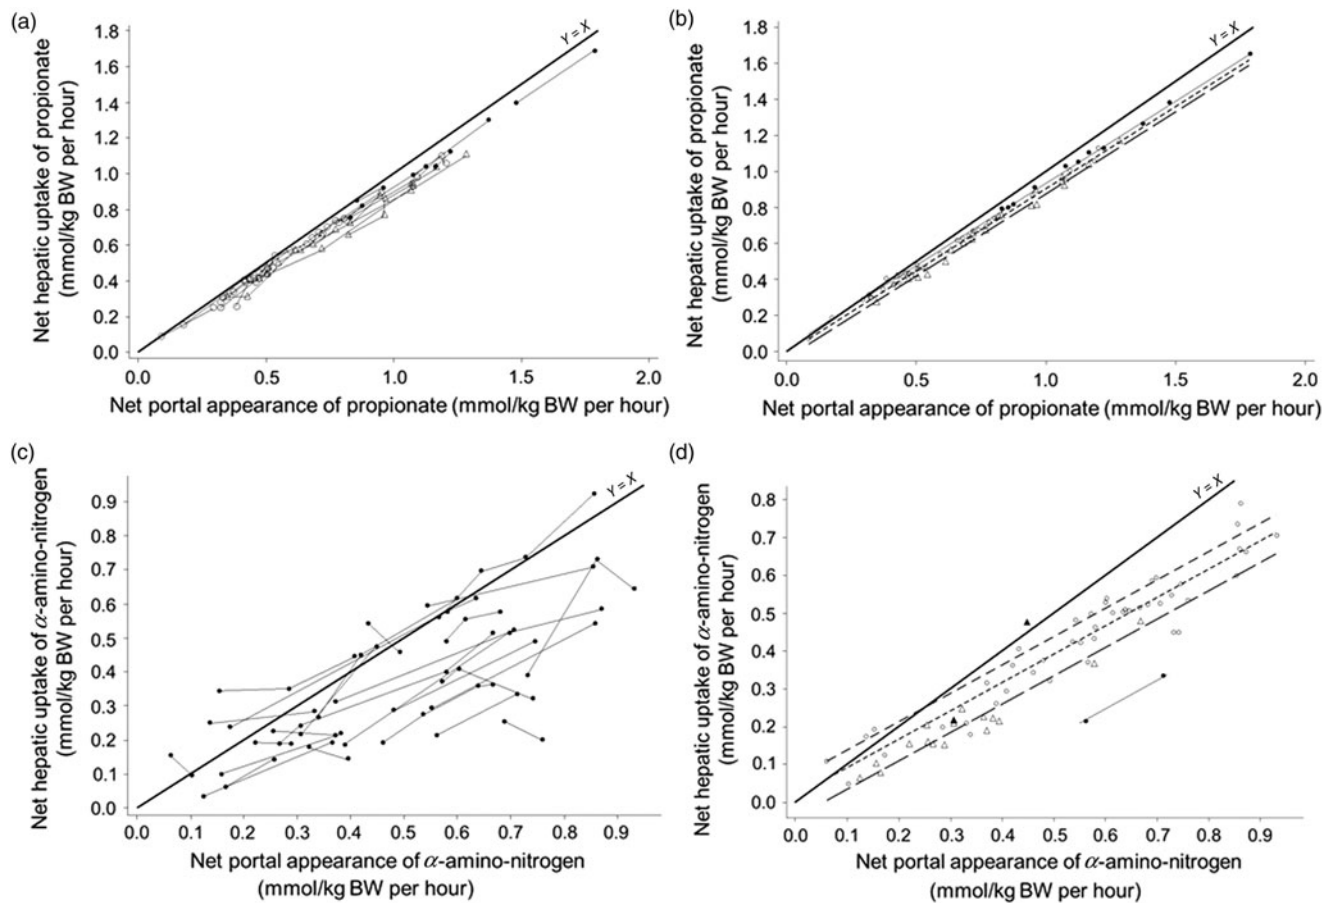 (a)
Net hepatic uptake of propionate
(mmol/kg BW per hour)
1.8
1.6
1.4
1.2
1.0
0.8
0.6
0.4
0.2
0.0
Y = X
0.0 0.5 1.0 1.5 2.0
Net portal appearance of propionate (mmol/kg BW per hour)
(b)
Net hepatic uptake of propionate
(mmol/kg BW per hour)
1.8
1.6
1.4
1.2
1.0
0.8
0.6
0.4
0.2
0.0
Y = X
0.0 0.5 1.0 1.5 2.0
Net portal appearance of propionate (mmol/kg BW per hour)
(c)
Net hepatic uptake of α-amino-nitrogen
(mmol/kg BW per hour)
0.9
0.8
0.7
0.6
0.5
0.4
0.3
0.2
0.1
0.0
Y = X
0.0 0.1 0.2 0.3 0.4 0.5 0.6 0.7 0.8 0.9
Net portal appearance of α-amino-nitrogen
(mmol/kg BW per hour)
(d)
Net hepatic uptake of α-amino-nitrogen
(mmol/kg BW per hour)
0.8
0.7
0.6
0.5
0.4
0.3
0.2
0.1
0.0
Y = X
0.0 0.1 0.2 0.3 0.4 0.5 0.6 0.7 0.8 0.9
Net portal appearance of α-amino-nitrogen
(mmol/kg BW per hour)